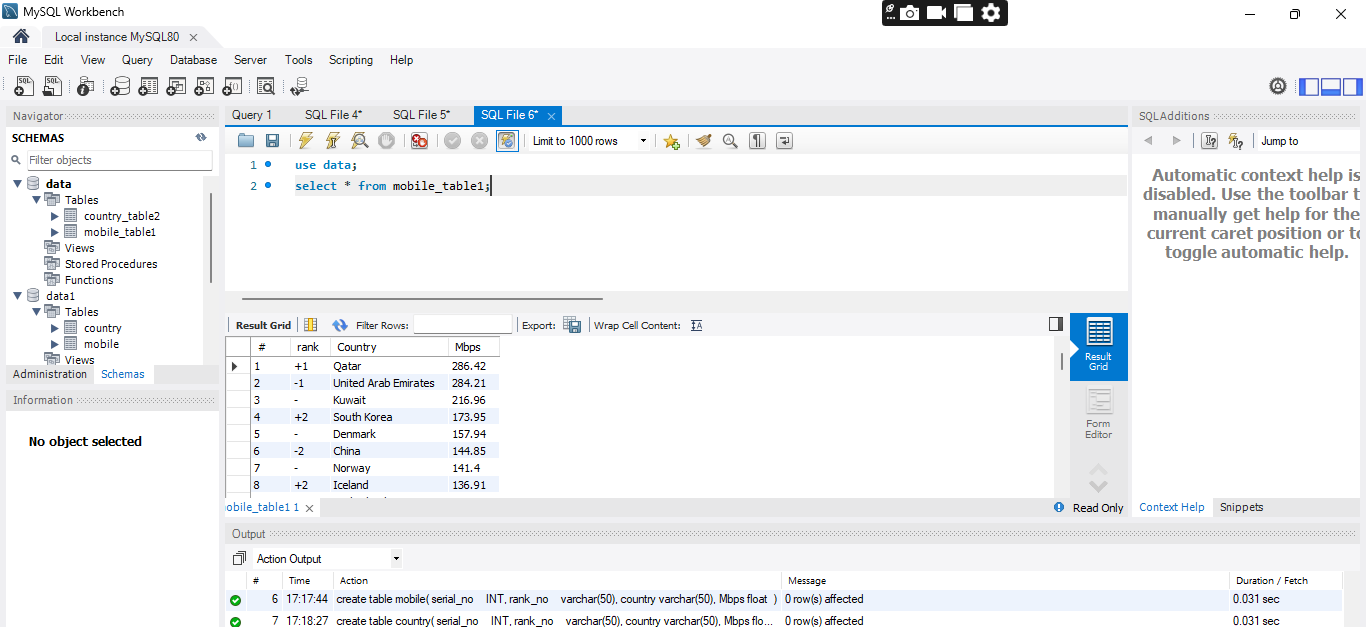 MySQL Workbench
Local instance MySQL80
File Edit View Query Database Server Tools Scripting Help
Navigator
SCHEMAS
Filter objects
data
Tables
country_table2
mobile_table1
Views
Stored Procedures
Functions
data1
Tables
country
mobile
Views
Administration Schemas
Information
No object selected
Query 1 SQL File 4* SQL File 5* SQL File 6*
Limit to 1000 rows
1 use data;
2 select * from mobile_table1;
Result Grid Filter Rows: Export: Wrap Cell Content:
# rank Country Mbps
1 +1 Qatar 286.42
2 -1 United Arab Emirates 284.21
3 - Kuwait 216.96
4 +2 South Korea 173.95
5 - Denmark 157.94
6 -2 China 144.85
7 - Norway 141.4
8 +2 Iceland 136.91
Result Grid
Form Editor
obile_table1 1
Read Only
SQLAdditions
Jump to
Automatic context help is
disabled. Use the toolbar t
manually get help for the
current caret position or to
toggle automatic help.
Context Help Snippets
Output
Action Output
# Time Action Message Duration / Fetch
6 17:17:44 create table mobile( serial_no INT, rank_no varchar(50), country varchar(50), Mbps float ) 0 row(s) affected 0.031 sec
7 17:18:27 create table country( serial_no INT, rank_no varchar(50), country varchar(50), Mbps flo... 0 row(s) affected 0.031 sec